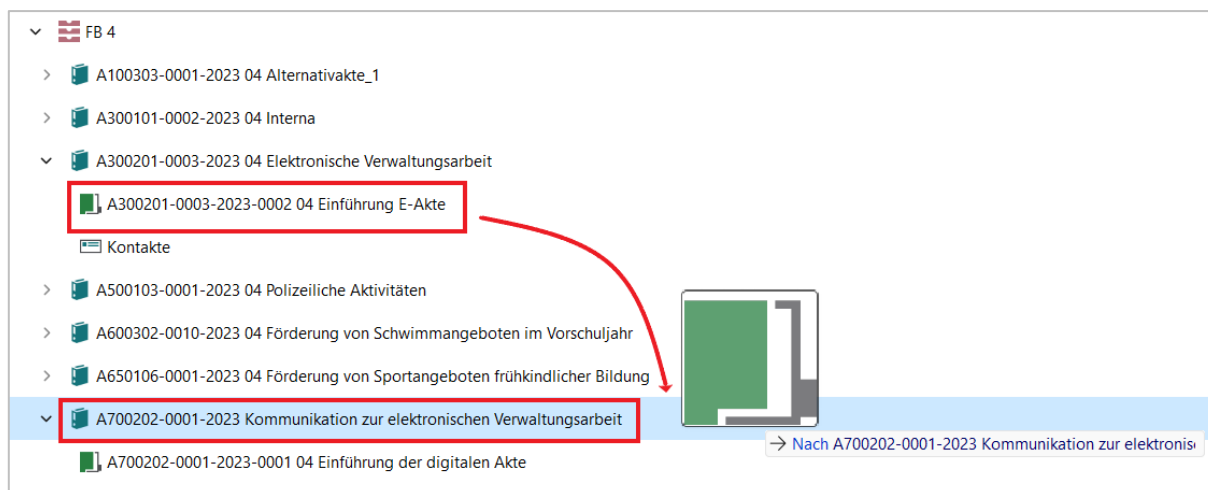 FB 4
A100303-0001-2023 04 Alternativakte_1
A300101-0002-2023 04 Interna
A300201-0003-2023 04 Elektronische Verwaltungsarbeit
A300201-0003-2023-0002 04 Einführung E-Akte
Kontakte
A500103-0001-2023 04 Polizeiliche Aktivitäten
A600302-0010-2023 04 Förderung von Schwimmangeboten im Vorschuljahr
A650106-0001-2023 04 Förderung von Sportangeboten frühkindlicher Bildung
A700202-0001-2023 Kommunikation zur elektronischen Verwaltungsarbeit
→ Nach A700202-0001-2023 Kommunikation zur elektronis
A700202-0001-2023-0001 04 Einführung der digitalen Akte